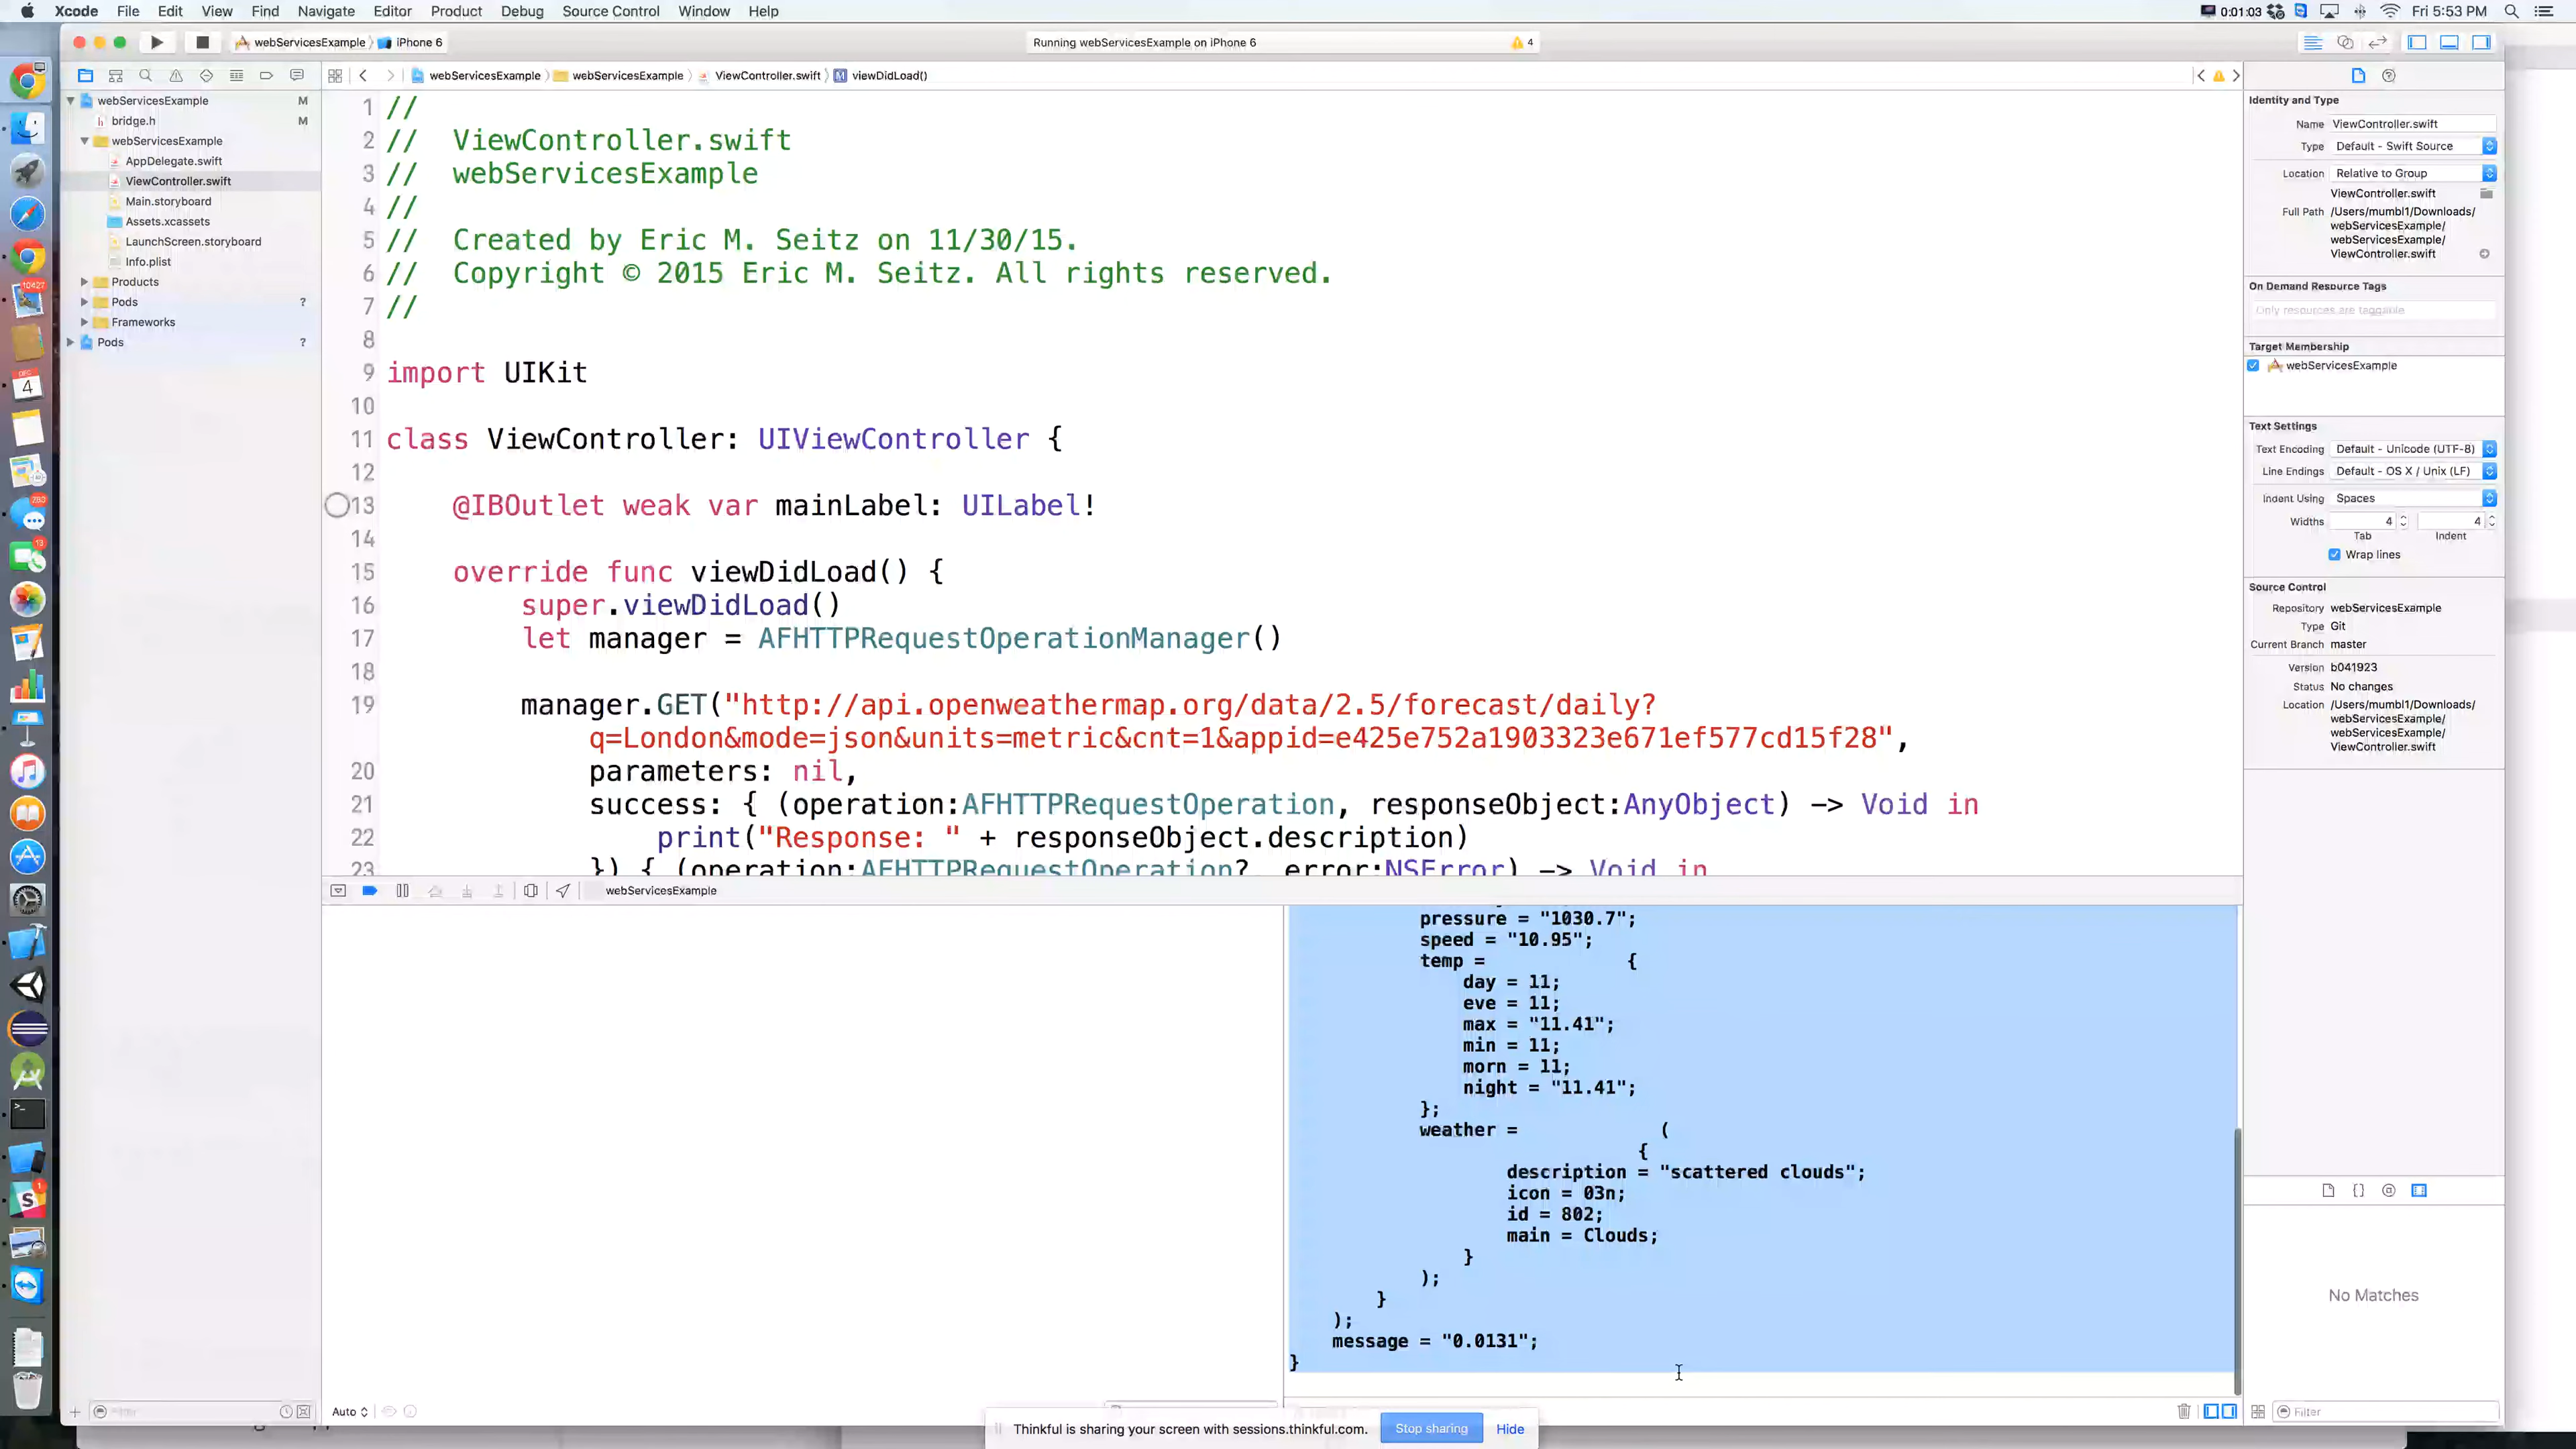 Xcode File Edit View Find Navigate Editor Product Debug Source Control Window Help
0:01:03 Fri 5:53 PM
webServicesExample iPhone 6
Running webServicesExample on iPhone 6
4
webServicesExample webServicesExample ViewController.swift M viewDidLoad()
webServicesExample M
bridge.h M
webServicesExample
AppDelegate.swift
ViewController.swift
Main.storyboard
Assets.xcassets
LaunchScreen.storyboard
Info.plist
Products
Pods ?
Frameworks
Pods ?
1 //
2 // ViewController.swift
3 // webServicesExample
4 //
5 // Created by Eric M. Seitz on 11/30/15.
6 // Copyright © 2015 Eric M. Seitz. All rights reserved.
7 //
8
9 import UIKit
10
11 class ViewController: UIViewController {
12
13 @IBOutlet weak var mainLabel: UILabel!
14
15 override func viewDidLoad() {
16 super.viewDidLoad()
17 let manager = AFHTTPRequestOperationManager()
18
19 manager.GET("http://api.openweathermap.org/data/2.5/forecast/daily?
q=London&mode=json&units=metric&cnt=1&appid=e425e752a1903323e671ef577cd15f28",
20 parameters: nil,
21 success: { (operation:AFHTTPRequestOperation, responseObject:AnyObject) -> Void in
22 print("Response: " + responseObject.description)
23 }) { (operation:AFHTTPRequestOperation?, error:NSError) -> Void in
webServicesExample
pressure = "1030.7";
speed = "10.95";
temp = {
day = 11;
eve = 11;
max = "11.41";
min = 11;
morn = 11;
night = "11.41";
};
weather = (
{
description = "scattered clouds";
icon = 03n;
id = 802;
main = Clouds;
}
);
}
);
message = "0.0131";
}
Auto
Filter
Identity and Type
Name ViewController.swift
Type Default - Swift Source
Location Relative to Group
ViewController.swift
Full Path /Users/mumbl1/Downloads/
webServicesExample/
webServicesExample/
ViewController.swift
On Demand Resource Tags
Only resources are taggable
Target Membership
webServicesExample
Text Settings
Text Encoding Default - Unicode (UTF-8)
Line Endings Default - OS X / Unix (LF)
Indent Using Spaces
Widths 4 4
Tab Indent
Wrap lines
Source Control
Repository webServicesExample
Type Git
Current Branch master
Version b041923
Status No changes
Location /Users/mumbl1/Downloads/
webServicesExample/
webServicesExample/
ViewController.swift
No Matches
Filter
Thinkful is sharing your screen with sessions.thinkful.com. Stop sharing Hide